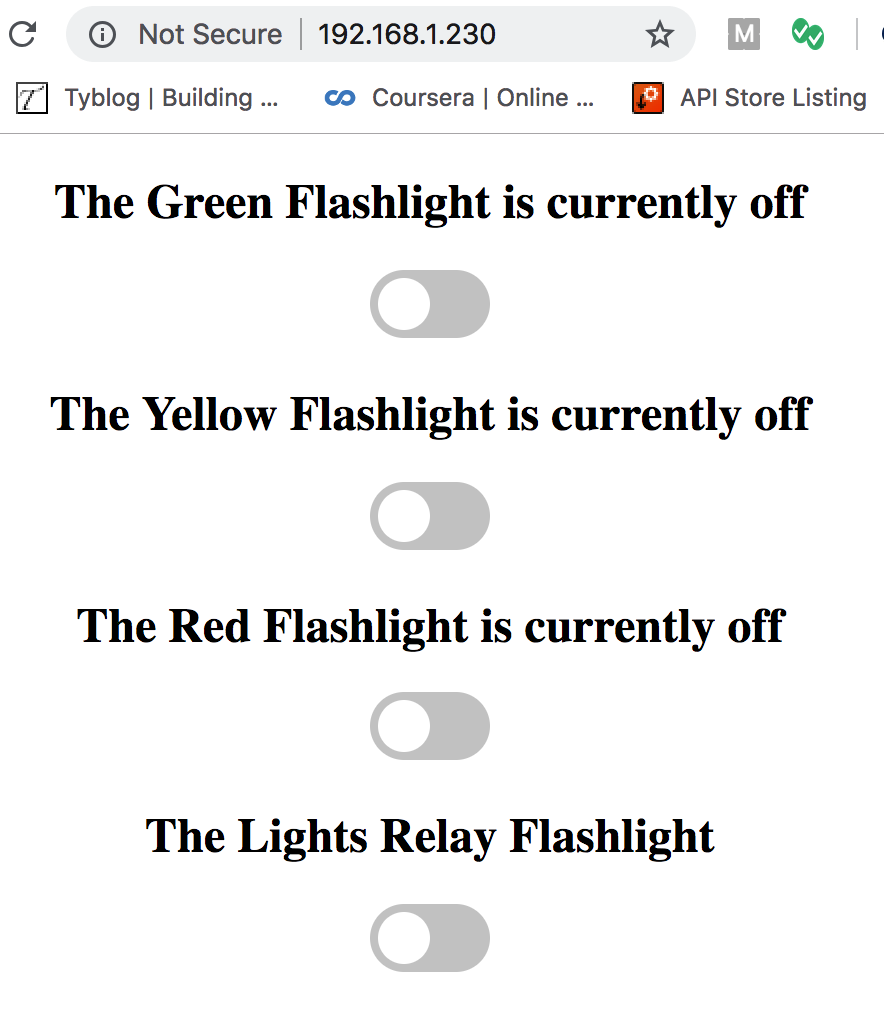 Not Secure | 192.168.1.230 M
Tyblog | Building ... Coursera | Online ... API Store Listing
The Green Flashlight is currently off
The Yellow Flashlight is currently off
The Red Flashlight is currently off
The Lights Relay Flashlight